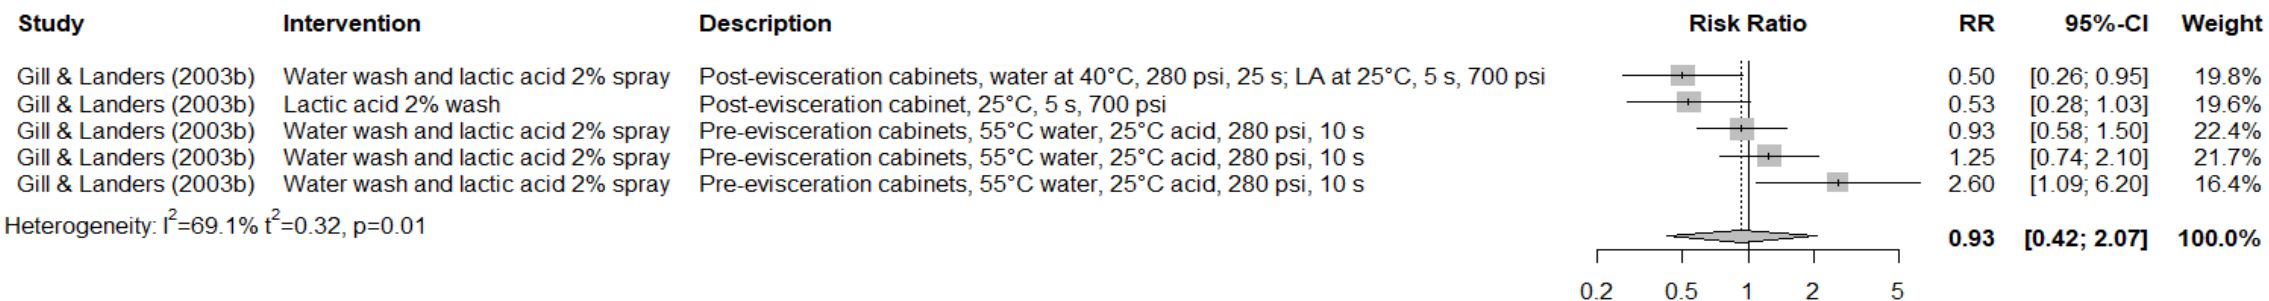 Study Intervention Description Risk Ratio RR 95%-CI Weight
Gill & Landers (2003b) Water wash and lactic acid 2% spray Post-evisceration cabinets, water at 40°C, 280 psi, 25 s; LA at 25°C, 5 s, 700 psi 0.50 [0.26; 0.95] 19.8%
Gill & Landers (2003b) Lactic acid 2% wash Post-evisceration cabinet, 25°C, 5 s, 700 psi 0.53 [0.28; 1.03] 19.6%
Gill & Landers (2003b) Water wash and lactic acid 2% spray Pre-evisceration cabinets, 55°C water, 25°C acid, 280 psi, 10 s 0.93 [0.58; 1.50] 22.4%
Gill & Landers (2003b) Water wash and lactic acid 2% spray Pre-evisceration cabinets, 55°C water, 25°C acid, 280 psi, 10 s 1.25 [0.74; 2.10] 21.7%
Gill & Landers (2003b) Water wash and lactic acid 2% spray Pre-evisceration cabinets, 55°C water, 25°C acid, 280 psi, 10 s 2.60 [1.09; 6.20] 16.4%
Heterogeneity: I²=69.1% t²=0.32, p=0.01
0.93 [0.42; 2.07] 100.0%
0.2 0.5 1 2 5